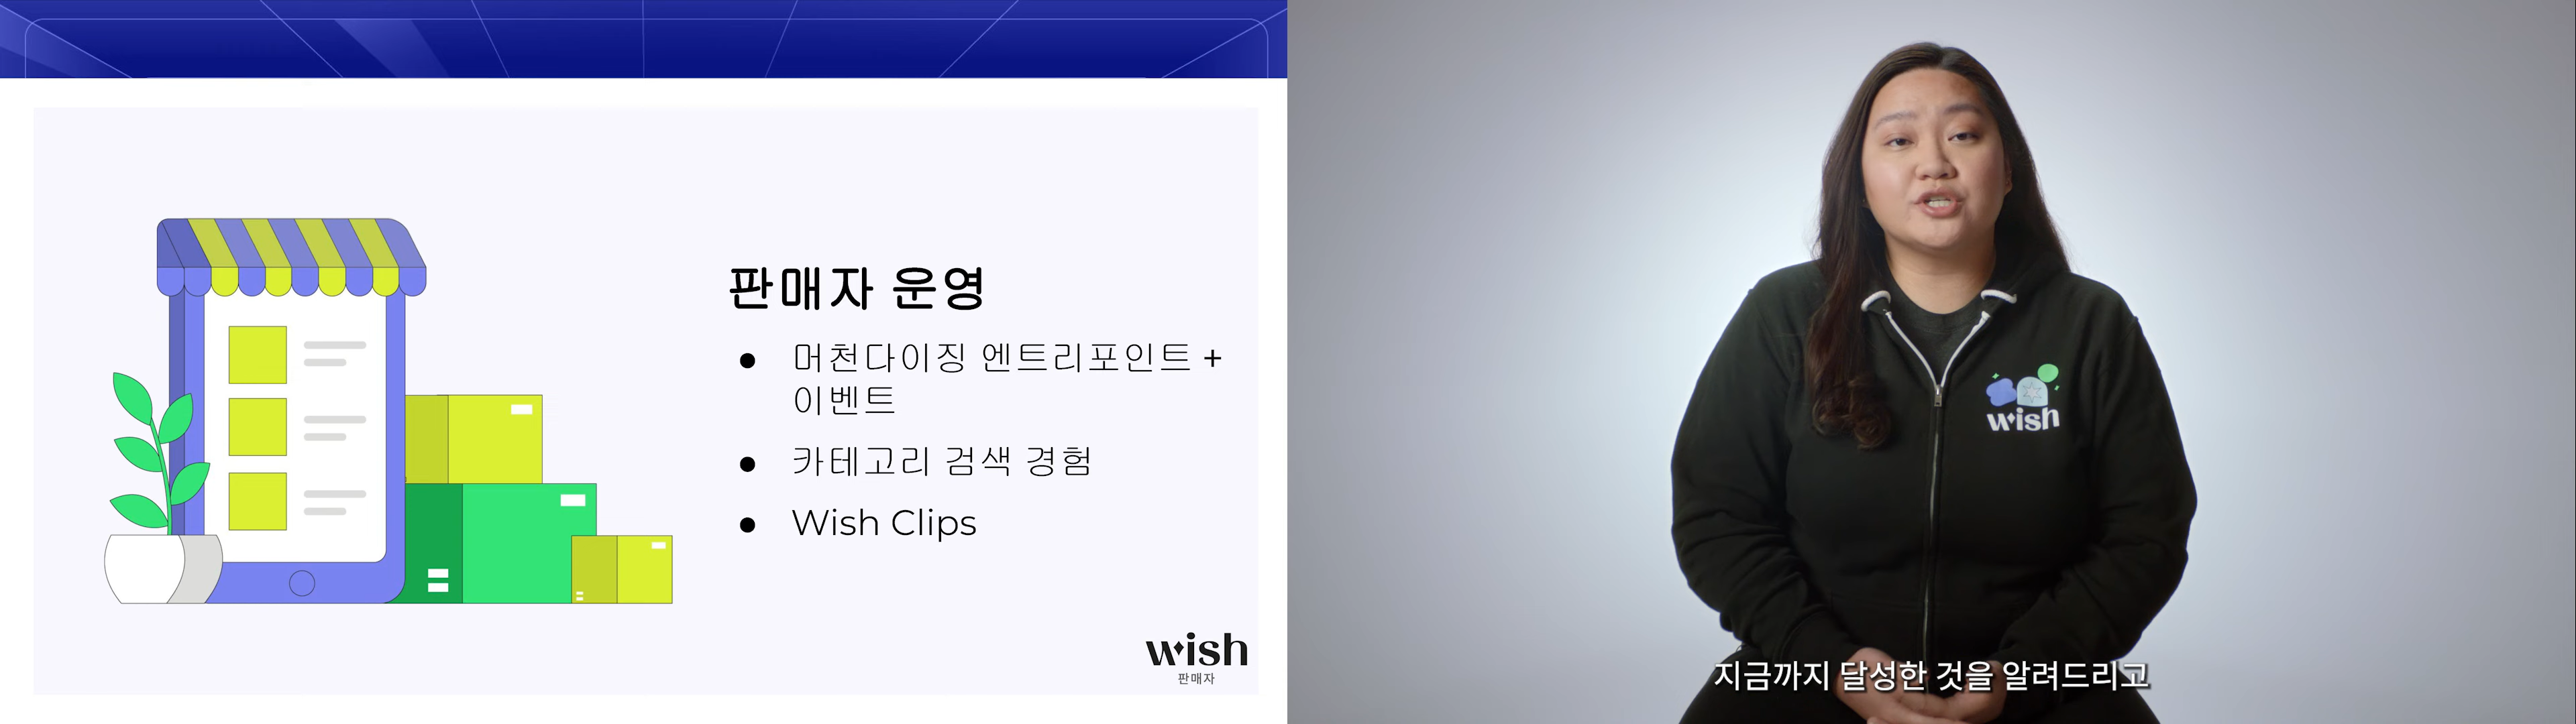 판매자 운영
● 머천다이징 엔트리포인트 +
이벤트
● 카테고리 검색 경험
● Wish Clips
wish
판매자
wish
지금까지 달성한 것을 알려드리고